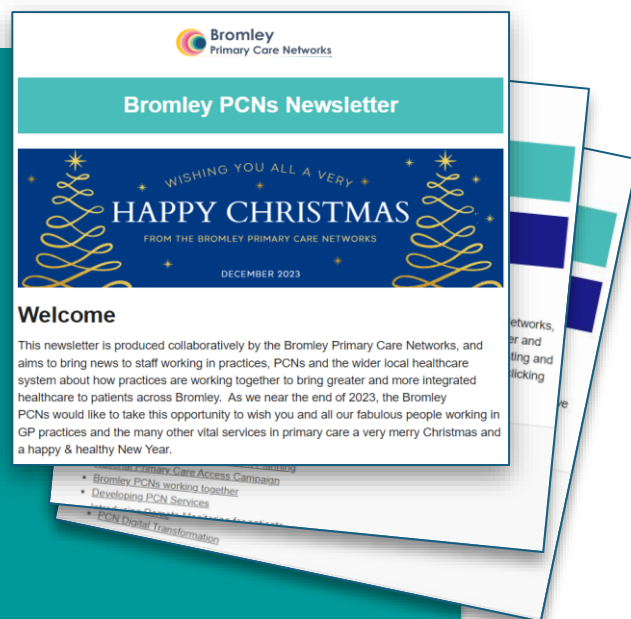 Bromley
Primary Care Networks
Bromley PCNs Newsletter
WISHING YOU ALL A VERY
HAPPY CHRISTMAS
FROM THE BROMLEY PRIMARY CARE NETWORKS
DECEMBER 2023
Welcome
This newsletter is produced collaboratively by the Bromley Primary Care Networks, and
aims to bring news to staff working in practices, PCNs and the wider local healthcare
system about how practices are working together to bring greater and more integrated
healthcare to patients across Bromley. As we near the end of 2023, the Bromley
PCNs would like to take this opportunity to wish you and all our fabulous people working in
GP practices and the many other vital services in primary care a very merry Christmas and
a happy & healthy New Year.
etworks,
er and
ting and
clicking
Planning
Primary Care Access Campaign
Bromley PCNs working together
Developing PCN Services
PCN Digital Transformation